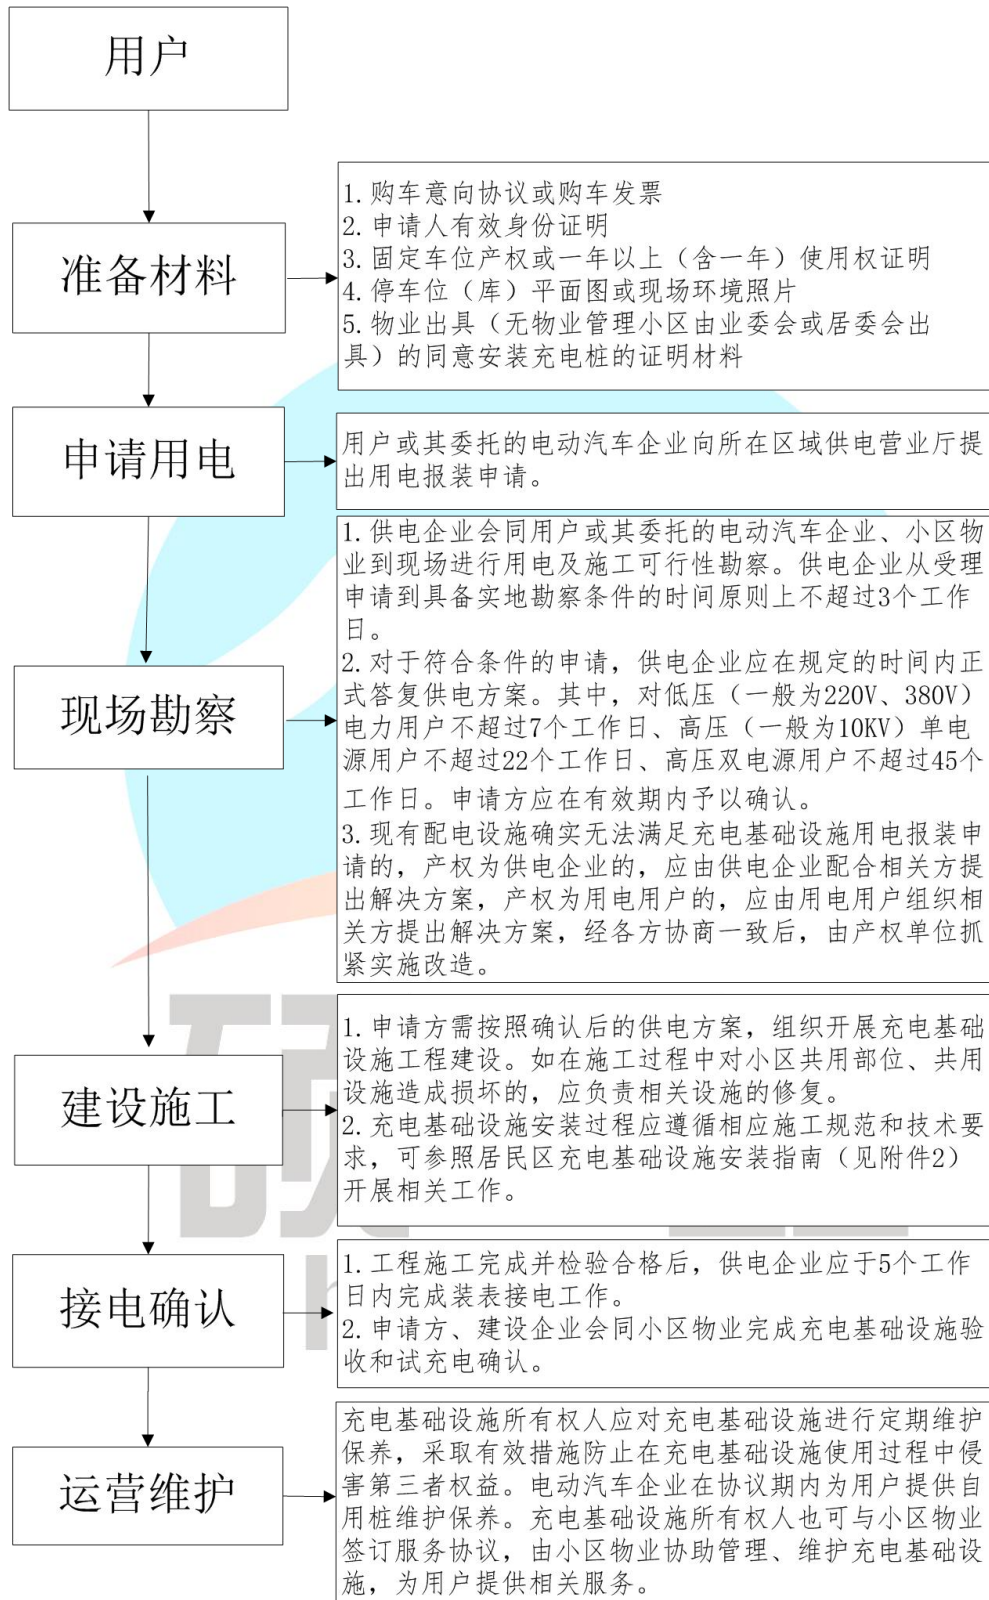 用户
准备材料
1. 购车意向协议或购车发票
2. 申请人有效身份证明
3. 固定车位产权或一年以上（含一年）使用权证明
4. 停车位（库）平面图或现场环境照片
5. 物业出具（无物业管理小区由业委会或居委会出
具）的同意安装充电桩的证明材料
申请用电
用户或其委托的电动汽车企业向所在区域供电营业厅提
出用电报装申请。
现场勘察
1. 供电企业会同用户或其委托的电动汽车企业、小区物
业到现场进行用电及施工可行性勘察。供电企业从受理
申请到具备实地勘察条件的时间原则上不超过3个工作
日。
2. 对于符合条件的申请，供电企业应在规定的时间内正
式答复供电方案。其中，对低压（一般为220V、380V）
电力用户不超过7个工作日、高压（一般为10KV）单电
源用户不超过22个工作日、高压双电源用户不超过45个
工作日。申请方应在有效期内予以确认。
3. 现有配电设施确实无法满足充电基础设施用电报装申
请的，产权为供电企业的，应由供电企业配合相关方提
出解决方案，产权为用电用户的，应由用电用户组织相
关方提出解决方案，经各方协商一致后，由产权单位抓
紧实施改造。
建设施工
1. 申请方需按照确认后的供电方案，组织开展充电基础
设施工程建设。如在施工过程中对小区共用部位、共用
设施造成损坏的，应负责相关设施的修复。
2. 充电基础设施安装过程应遵循相应施工规范和技术要
求，可参照居民区充电基础设施安装指南（见附件2）
开展相关工作。
接电确认
1. 工程施工完成并检验合格后，供电企业应于5个工作
日内完成装表接电工作。
2. 申请方、建设企业会同小区物业完成充电基础设施验
收和试充电确认。
运营维护
充电基础设施所有权人应对充电基础设施进行定期维护
保养，采取有效措施防止在充电基础设施使用过程中侵
害第三者权益。电动汽车企业在协议期内为用户提供自
用桩维护保养。充电基础设施所有权人也可与小区物业
签订服务协议，由小区物业协助管理、维护充电基础设
施，为用户提供相关服务。